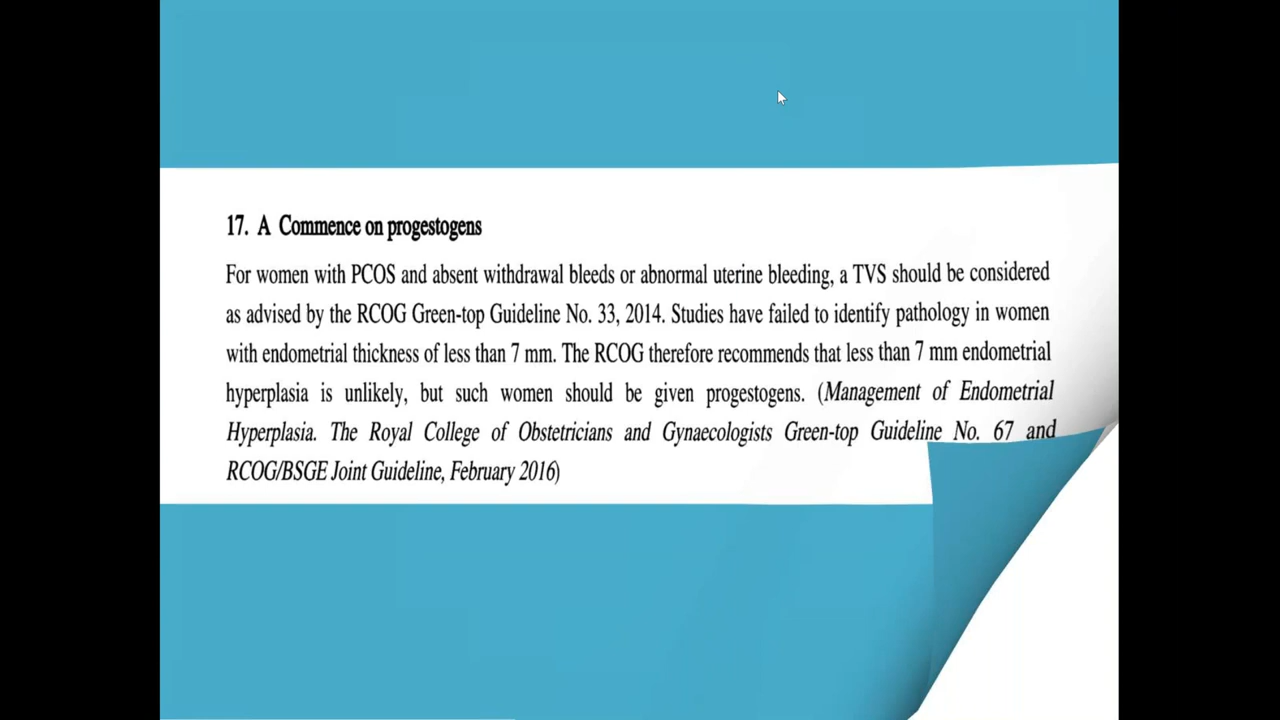 17. A Commence on progestogens
For women with PCOS and absent withdrawal bleeds or abnormal uterine bleeding, a TVS should be considered
as advised by the RCOG Green-top Guideline No. 33, 2014. Studies have failed to identify pathology in women
with endometrial thickness of less than 7 mm. The RCOG therefore recommends that less than 7 mm endometrial
hyperplasia is unlikely, but such women should be given progestogens. (Management of Endometrial
Hyperplasia. The Royal College of Obstetricians and Gynaecologists Green-top Guideline No. 67 and
RCOG/BSGE Joint Guideline, February 2016)